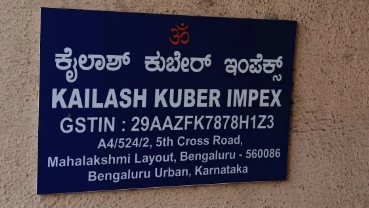 ॐ
ಕೈಲಾಶ್ ಕುಬೇರ್ ಇಂಪೆಕ್ಸ್
KAILASH KUBER IMPEX
GSTIN : 29AAZFK7878H1Z3
A4/524/2, 5th Cross Road,
Mahalakshmi Layout, Bengaluru - 560086
Bengaluru Urban, Karnataka